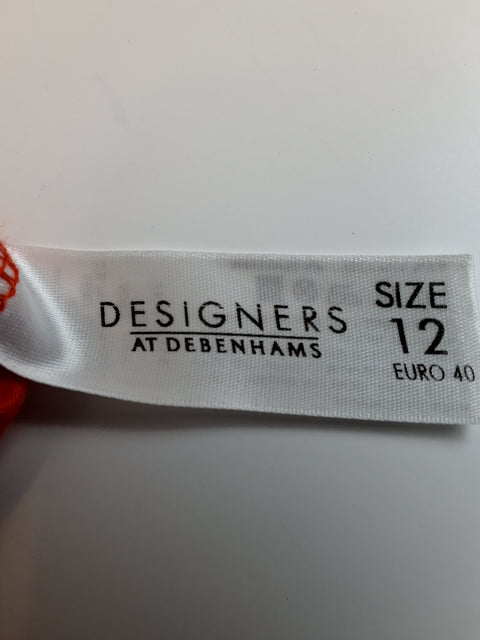 DESiGNERS
AT DEBENHAMS
SIZE
12
EURO 40